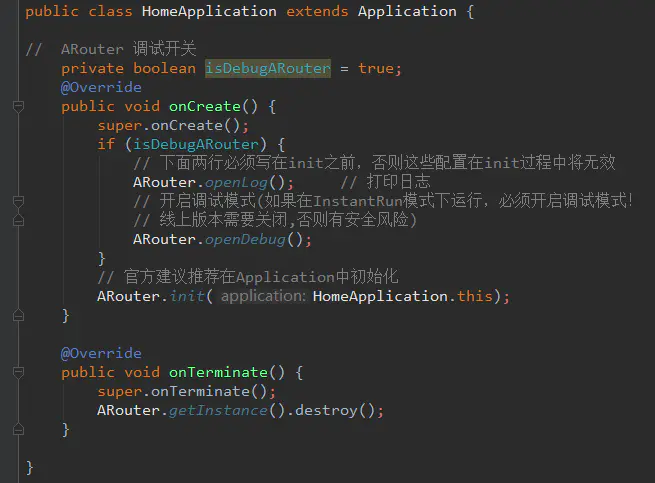 public class HomeApplication extends Application {
// ARouter 调试开关
private boolean isDebugARouter = true;
@Override
public void onCreate() {
super.onCreate();
if (isDebugARouter) {
// 下面两行必须写在init之前，否则这些配置在init过程中将无效
ARouter.openLog(); // 打印日志
// 开启调试模式(如果在InstantRun模式下运行，必须开启调试模式！
// 线上版本需要关闭,否则有安全风险)
ARouter.openDebug();
}
// 官方建议推荐在Application中初始化
ARouter.init( application: HomeApplication.this);
}
@Override
public void onTerminate() {
super.onTerminate();
ARouter.getInstance().destroy();
}
}